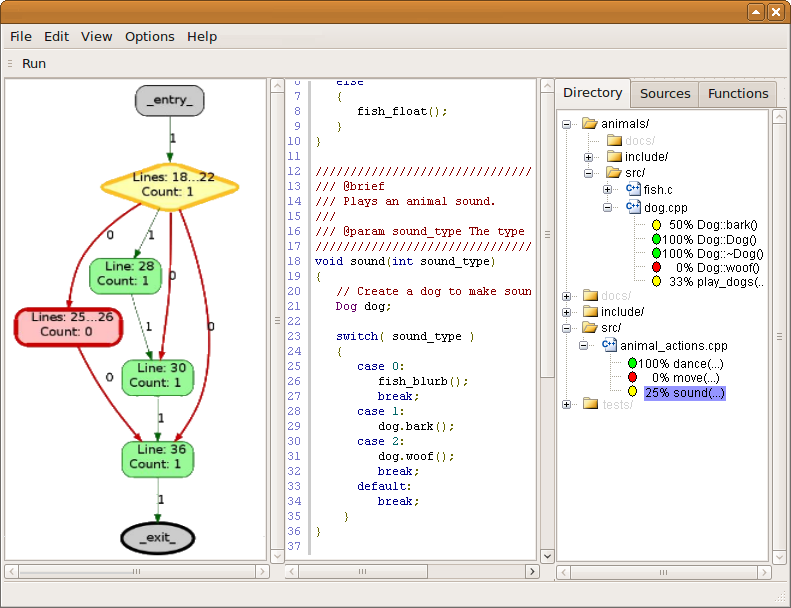 File Edit View Options Help
Run
_entry_
1
Lines: 18...22
Count: 1
0
1
0
0
Line: 28
Count: 1
Lines: 25...26
Count: 0
1
0
Line: 30
Count: 1
1
Line: 36
Count: 1
1
_exit_
6 else
7 {
8 fish_float();
9 }
10 }
11
12 ///////////////////////////////
13 /// @brief
14 /// Plays an animal sound.
15 ///
16 /// @param sound_type The type
17 ///////////////////////////////
18 void sound(int sound_type)
19 {
20 // Create a dog to make soun
21 Dog dog;
22
23 switch( sound_type )
24 {
25 case 0:
26 fish_blurb();
27 break;
28 case 1:
29 dog.bark();
30 case 2:
31 dog.woof();
32 break;
33 default:
34 break;
35 }
36 }
37
Directory Sources Functions
animals/
docs/
include/
src/
fish.c
dog.cpp
50% Dog::bark()
100% Dog::Dog()
100% Dog::~Dog()
0% Dog::woof()
33% play_dogs(..
docs/
include/
src/
animal_actions.cpp
100% dance(...)
0% move(...)
25% sound(...)
tests/